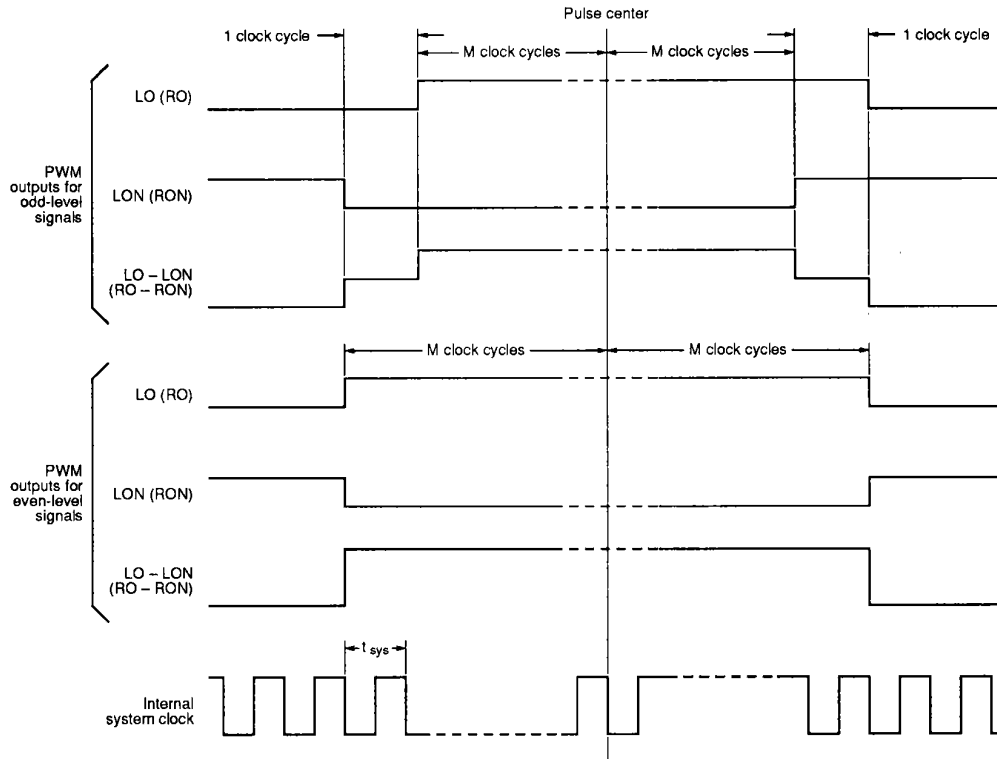 Pulse center
1 clock cycle
1 clock cycle
M clock cycles
M clock cycles
LO (RO)
PWM
outputs for
odd-level
signals
LON (RON)
LO – LON
(RO – RON)
M clock cycles
M clock cycles
LO (RO)
PWM
outputs for
even-level
signals
LON (RON)
LO – LON
(RO – RON)
t sys
Internal
system clock